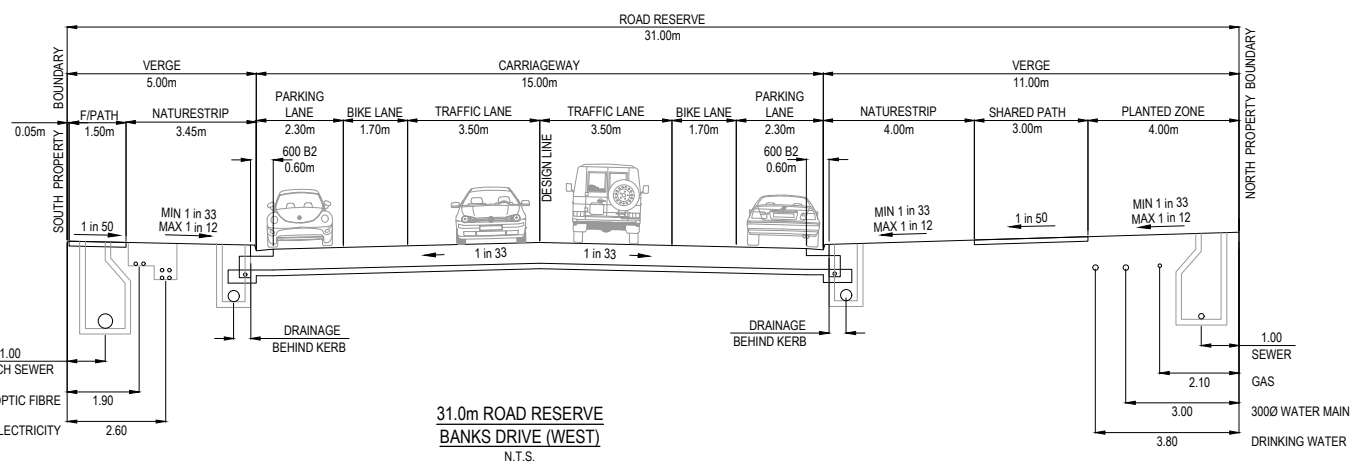 ROAD RESERVE
31.00m
VERGE
5.00m
CARRIAGEWAY
15.00m
VERGE
11.00m
SOUTH PROPERTY BOUNDARY
0.05m
F/PATH
1.50m
NATURESTRIP
3.45m
PARKING
LANE
2.30m
BIKE LANE
1.70m
TRAFFIC LANE
3.50m
DESIGN LINE
TRAFFIC LANE
3.50m
BIKE LANE
1.70m
PARKING
LANE
2.30m
NATURESTRIP
4.00m
SHARED PATH
3.00m
PLANTED ZONE
4.00m
NORTH PROPERTY BOUNDARY
600 B2
0.60m
600 B2
0.60m
1 in 50
MIN 1 in 33
MAX 1 in 12
1 in 33
1 in 33
MIN 1 in 33
MAX 1 in 12
1 in 50
MIN 1 in 33
MAX 1 in 12
DRAINAGE
BEHIND KERB
DRAINAGE
BEHIND KERB
1.00
CH SEWER
OPTIC FIBRE
1.90
LECTRICITY
2.60
1.00
SEWER
2.10
GAS
3.00
300Ø WATER MAIN
3.80
DRINKING WATER
31.0m ROAD RESERVE
BANKS DRIVE (WEST)
N.T.S.